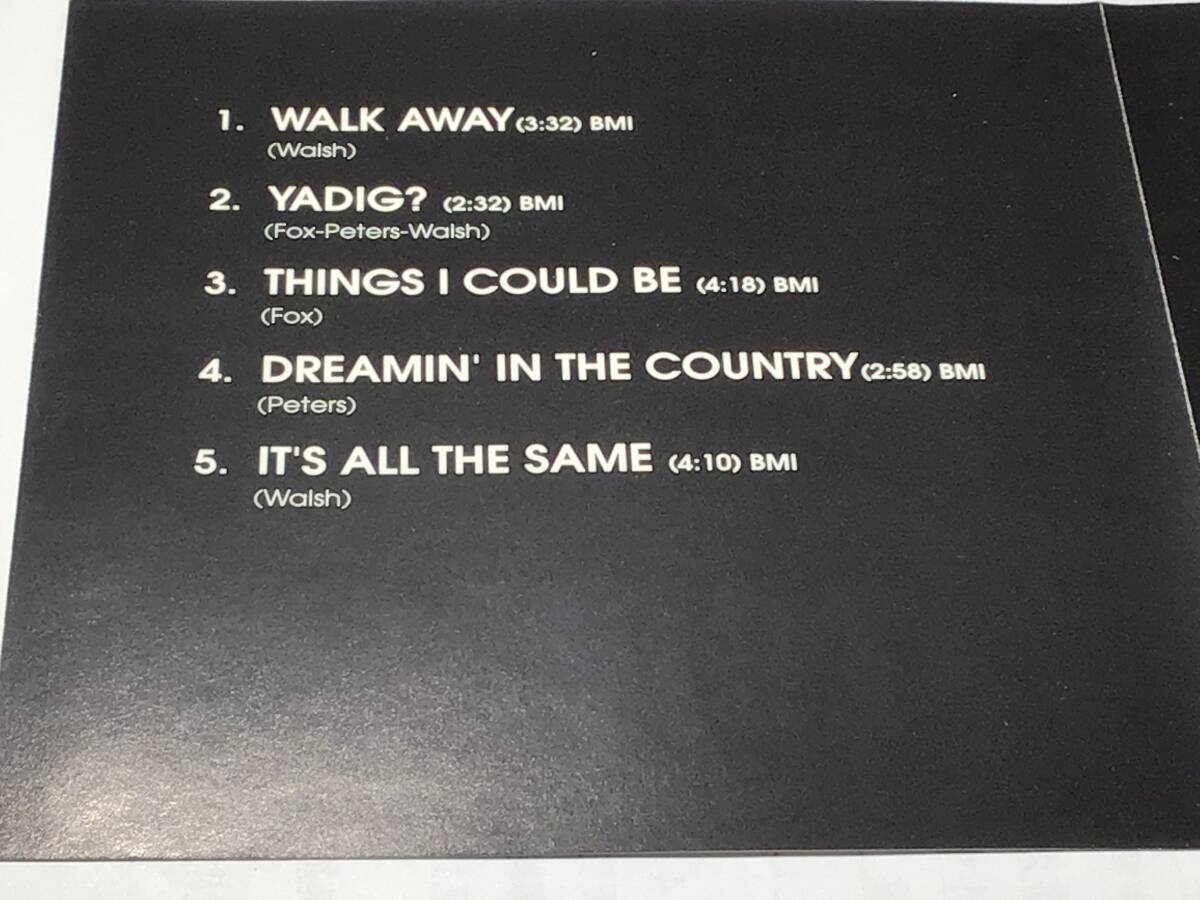 1. WALK AWAY (3:32) BMI
(Walsh)
2. YADIG? (2:32) BMI
(Fox-Peters-Walsh)
3. THINGS I COULD BE (4:18) BMI
(Fox)
4. DREAMIN' IN THE COUNTRY (2:58) BMI
(Peters)
5. IT'S ALL THE SAME (4:10) BMI
(Walsh)